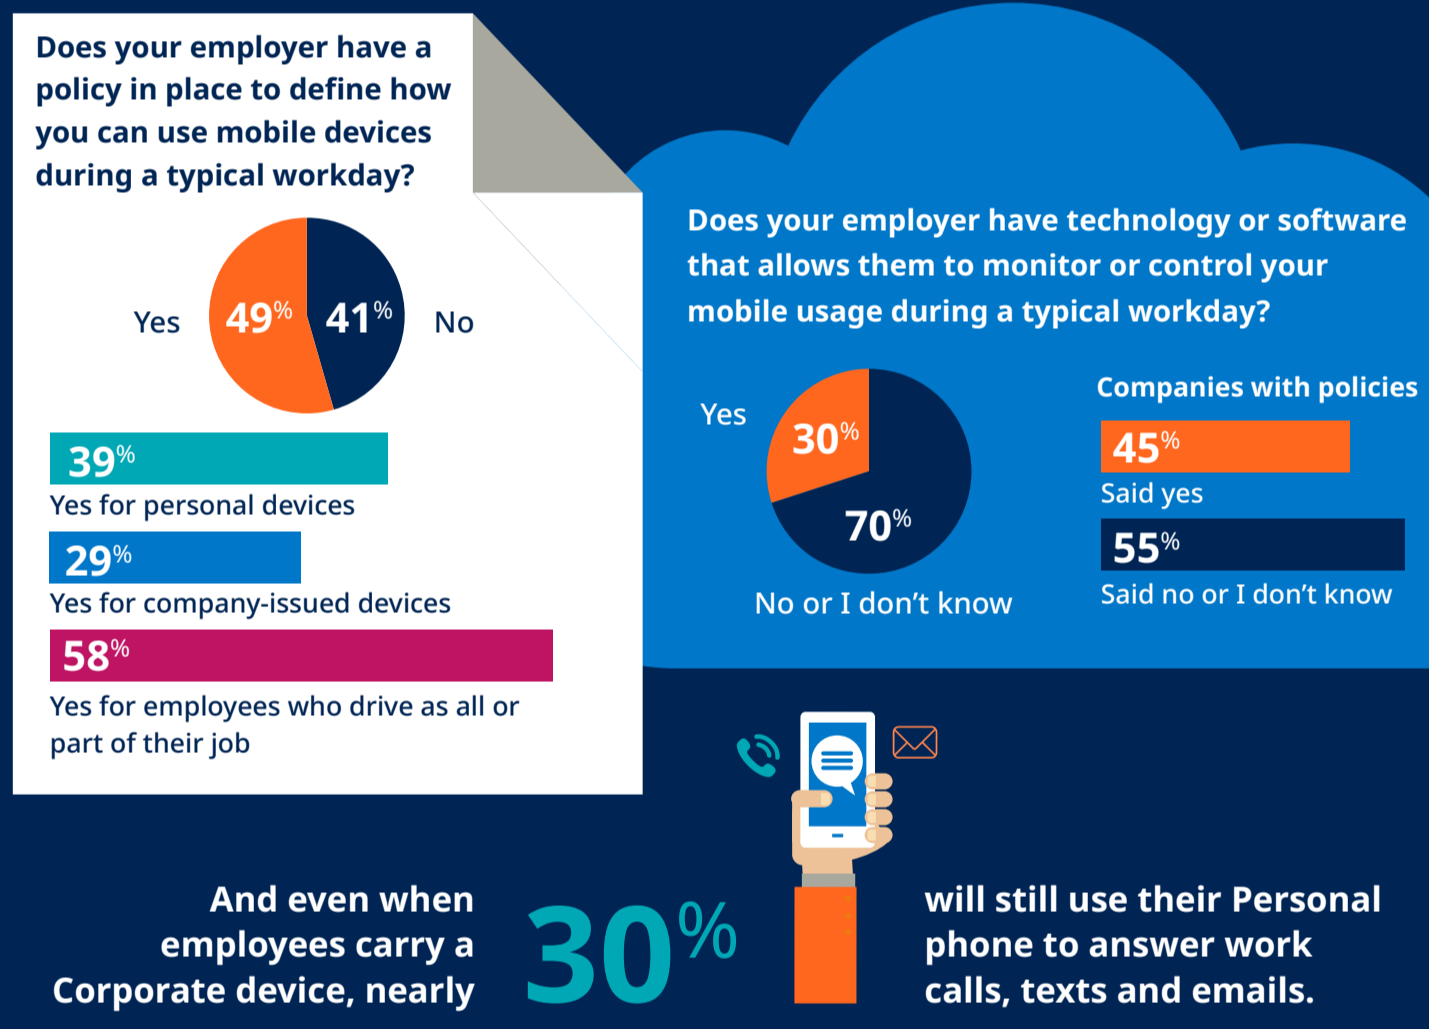 Does your employer have a
policy in place to define how
you can use mobile devices
during a typical workday?
Yes
49%
41%
No
39%
Yes for personal devices
29%
Yes for company-issued devices
58%
Yes for employees who drive as all or
part of their job
Does your employer have technology or software
that allows them to monitor or control your
mobile usage during a typical workday?
Yes
30%
70%
No or I don’t know
Companies with policies
45%
Said yes
55%
Said no or I don’t know
And even when
employees carry a
Corporate device, nearly
30%
will still use their Personal
phone to answer work
calls, texts and emails.